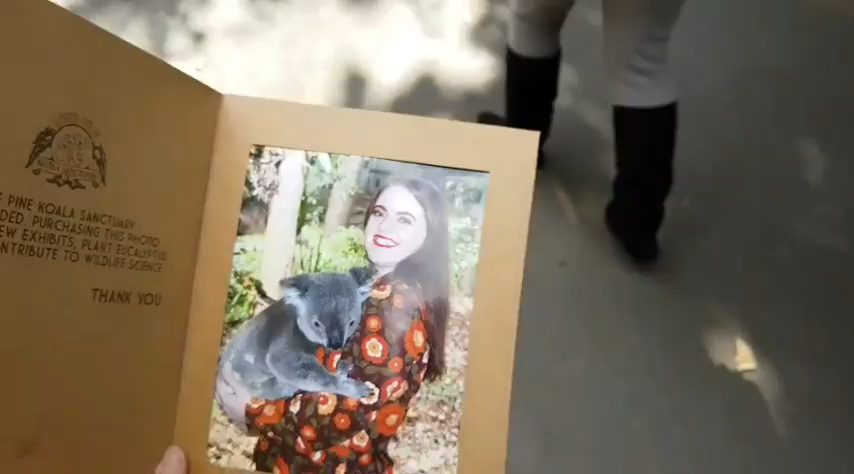 PINE KOALA SANCTUARY
DED PURCHASING THIS PHOTO
EW EXHIBITS, PLANT EUCALYPTUS
NTRIBUTE TO WILDLIFE SCIENCE
THANK YOU